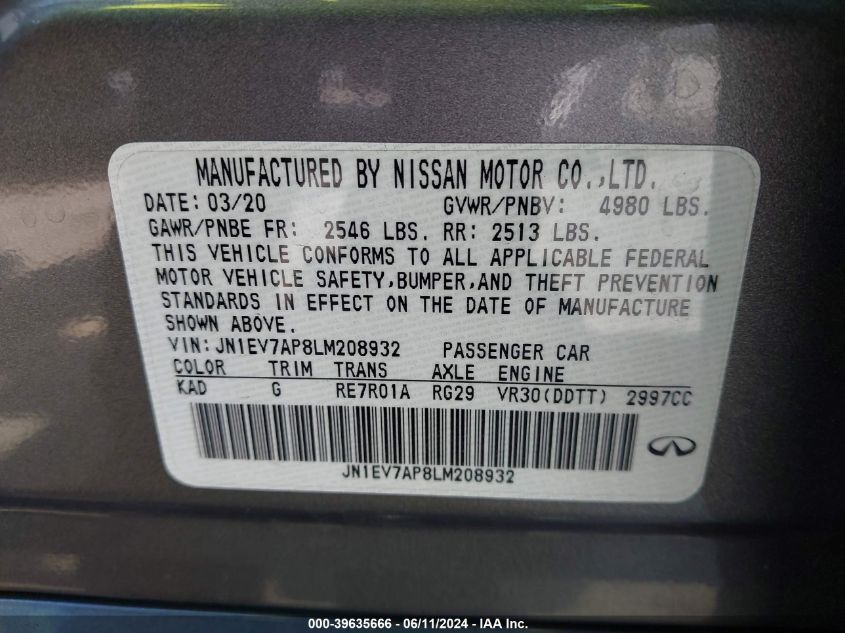 MANUFACTURED BY NISSAN MOTOR CO.,LTD.
DATE: 03/20 GVWR/PNBV: 4980 LBS.
GAWR/PNBE FR: 2546 LBS. RR: 2513 LBS.
THIS VEHICLE CONFORMS TO ALL APPLICABLE FEDERAL
MOTOR VEHICLE SAFETY,BUMPER,AND THEFT PREVENTION
STANDARDS IN EFFECT ON THE DATE OF MANUFACTURE
SHOWN ABOVE.
VIN:JN1EV7AP8LM208932 PASSENGER CAR
COLOR TRIM TRANS AXLE ENGINE
KAD G RE7R01A RG29 VR30(DDTT) 2997CC
JN1EV7AP8LM208932
000-39635666 - 06/11/2024 - IAA Inc.